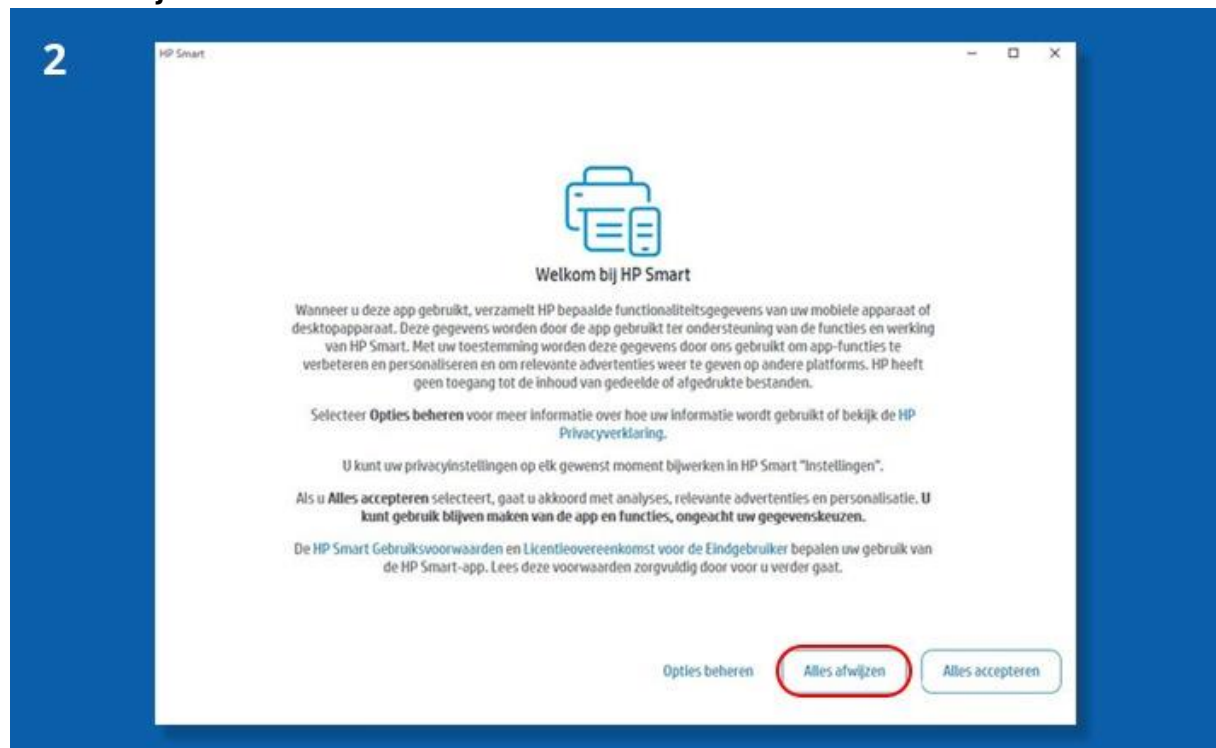 2
HP Smart
Welkom bij HP Smart
Wanneer u deze app gebruikt, verzamelt HP bepaalde functionaliteitsgegevens van uw mobiele apparaat of
desktopapparaat. Deze gegevens worden door de app gebruikt ter ondersteuning van de functies en werking
van HP Smart. Met uw toestemming worden deze gegevens door ons gebruikt om app-functies te
verbeteren en personaliseren en om relevante advertenties weer te geven op andere platforms. HP heeft
geen toegang tot de inhoud van gedeelde of afgedrukte bestanden.
Selecteer Opties beheren voor meer informatie over hoe uw informatie wordt gebruikt of bekijk de HP
Privacyverklaring.
U kunt uw privacyinstellingen op elk gewenst moment bijwerken in HP Smart "Instellingen".
Als u Alles accepteren selecteert, gaat u akkoord met analyses, relevante advertenties en personalisatie. U
kunt gebruik blijven maken van de app en functies, ongeacht uw gegevenskeuzen.
De HP Smart Gebruiksvoorwaarden en Licentieovereenkomst voor de Eindgebruiker bepalen uw gebruik van
de HP Smart-app. Lees deze voorwaarden zorgvuldig door voor u verder gaat.
Opties beheren
Alles afwijzen
Alles accepteren